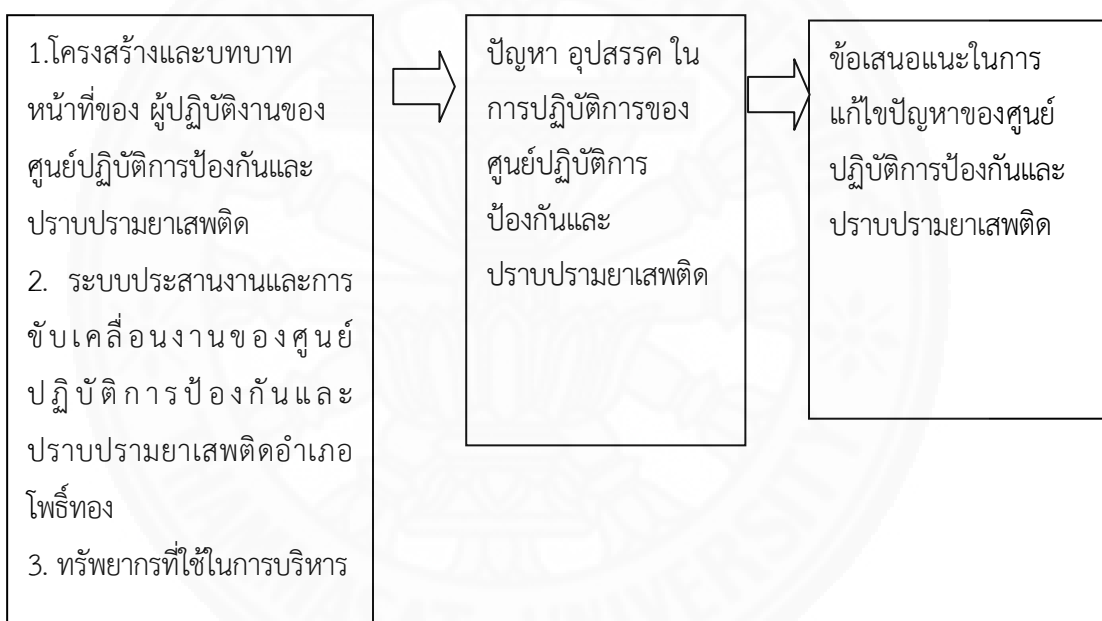 1.โครงสร้างและบทบาท
หน้าที่ของ ผู้ปฏิบัติงานของ
ศูนย์ปฏิบัติการป้องกันและ
ปราบปรามยาเสพติด
2. ระบบประสานงานและการ
ขับเคลื่อนงานของศูนย์
ปฏิบัติการป้องกันและ
ปราบปรามยาเสพติดอำเภอ
โพธิ์ทอง
3. ทรัพยากรที่ใช้ในการบริหาร
ปัญหา อุปสรรค ใน
การปฏิบัติการของ
ศูนย์ปฏิบัติการ
ป้องกันและ
ปราบปรามยาเสพติด
ข้อเสนอแนะในการ
แก้ไขปัญหาของศูนย์
ปฏิบัติการป้องกันและ
ปราบปรามยาเสพติด